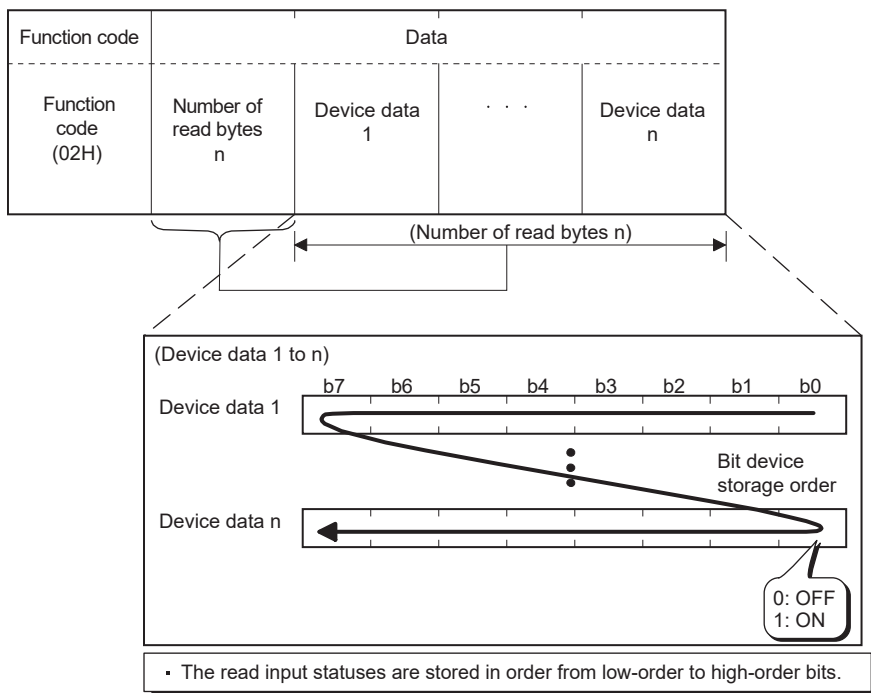 Function code Data
Function
code
(02H)
Number of
read bytes
n
Device data
1
· · ·
Device data
n
(Number of read bytes n)
(Device data 1 to n)
b7 b6 b5 b4 b3 b2 b1 b0
Device data 1
Bit device
storage order
Device data n
0: OFF
1: ON
▪ The read input statuses are stored in order from low-order to high-order bits.